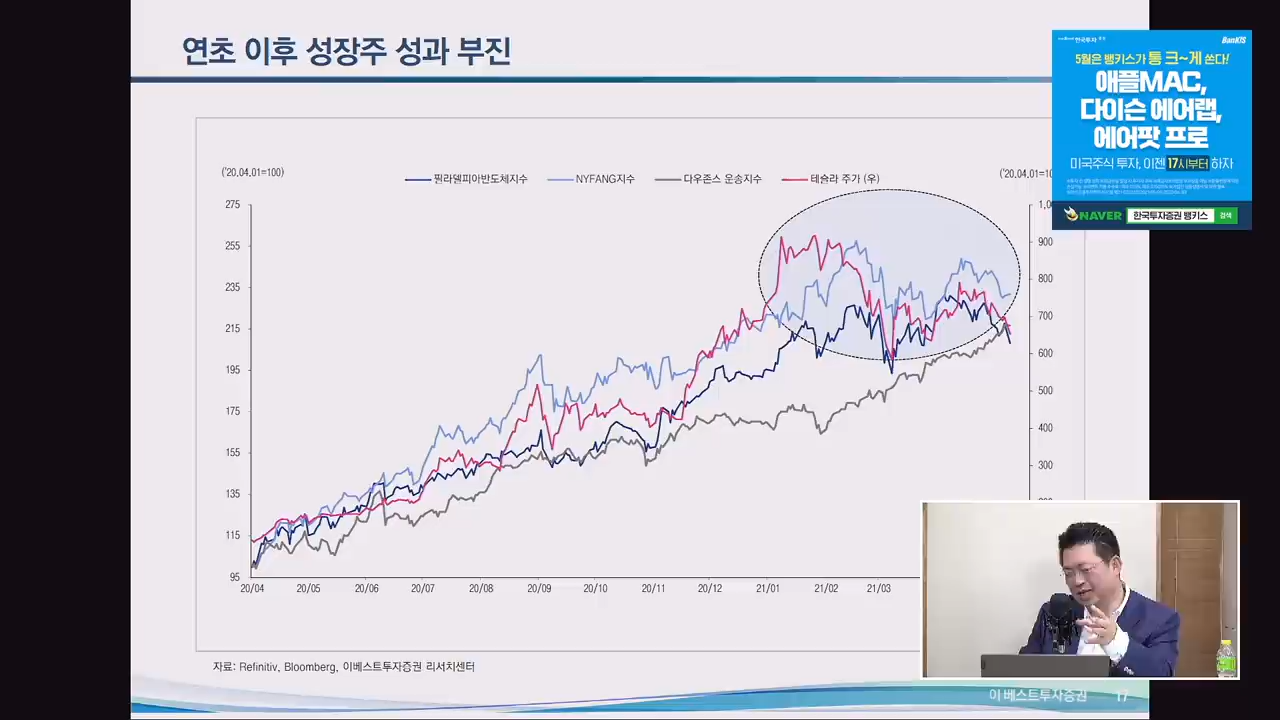 연초 이후 성장주 성과 부진
('20.04.01=100)
필라델피아반도체지수
NYFANG지수
다우존스 운송지수
테슬라 주가 (우)
('20.04.01=10
275
255
235
215
195
175
155
135
115
95
1,0
900
800
700
600
500
400
300
20/04
20/05
20/06
20/07
20/08
20/09
20/10
20/11
20/12
21/01
21/02
21/03
자료: Refinitiv, Bloomberg, 이베스트투자증권 리서치센터
이베스트투자증권 17
한국투자증권
BanKIS
5월은 뱅키스가 통 크~게 쏜다!
애플MAC,
다이슨 에어랩,
에어팟 프로
미국주식 투자, 이젠 17시부터 하자
NAVER 한국투자증권 뱅키스 검색